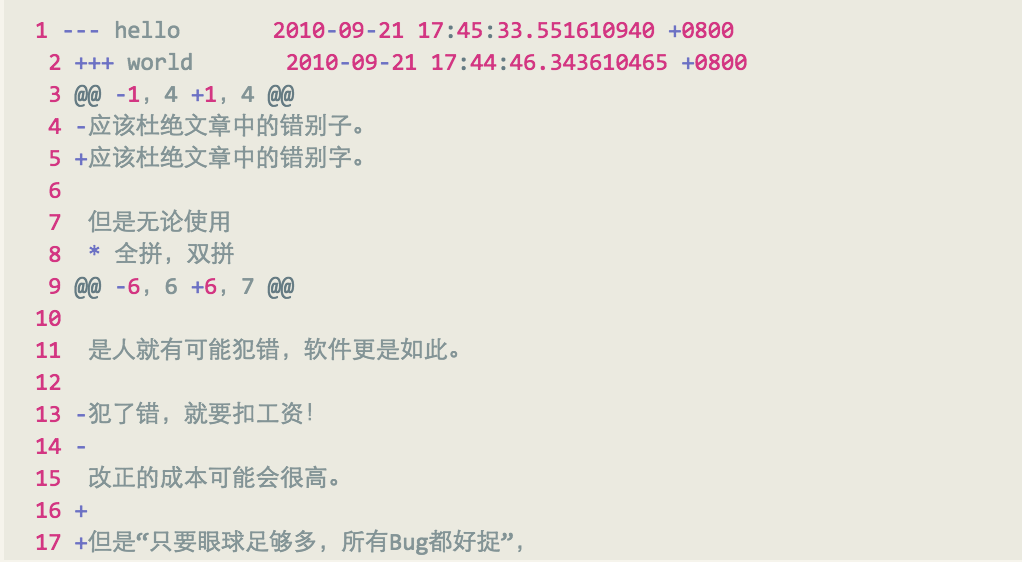 1 --- hello 2010-09-21 17:45:33.551610940 +0800
2 +++ world 2010-09-21 17:44:46.343610465 +0800
3 @@ -1, 4 +1, 4 @@
4 -应该杜绝文章中的错别子。
5 +应该杜绝文章中的错别字。
6
7 但是无论使用
8 * 全拼，双拼
9 @@ -6, 6 +6, 7 @@
10
11 是人就有可能犯错，软件更是如此。
12
13 -犯了错，就要扣工资！
14 -
15 改正的成本可能会很高。
16 +
17 +但是“只要眼球足够多，所有Bug都好捉”，